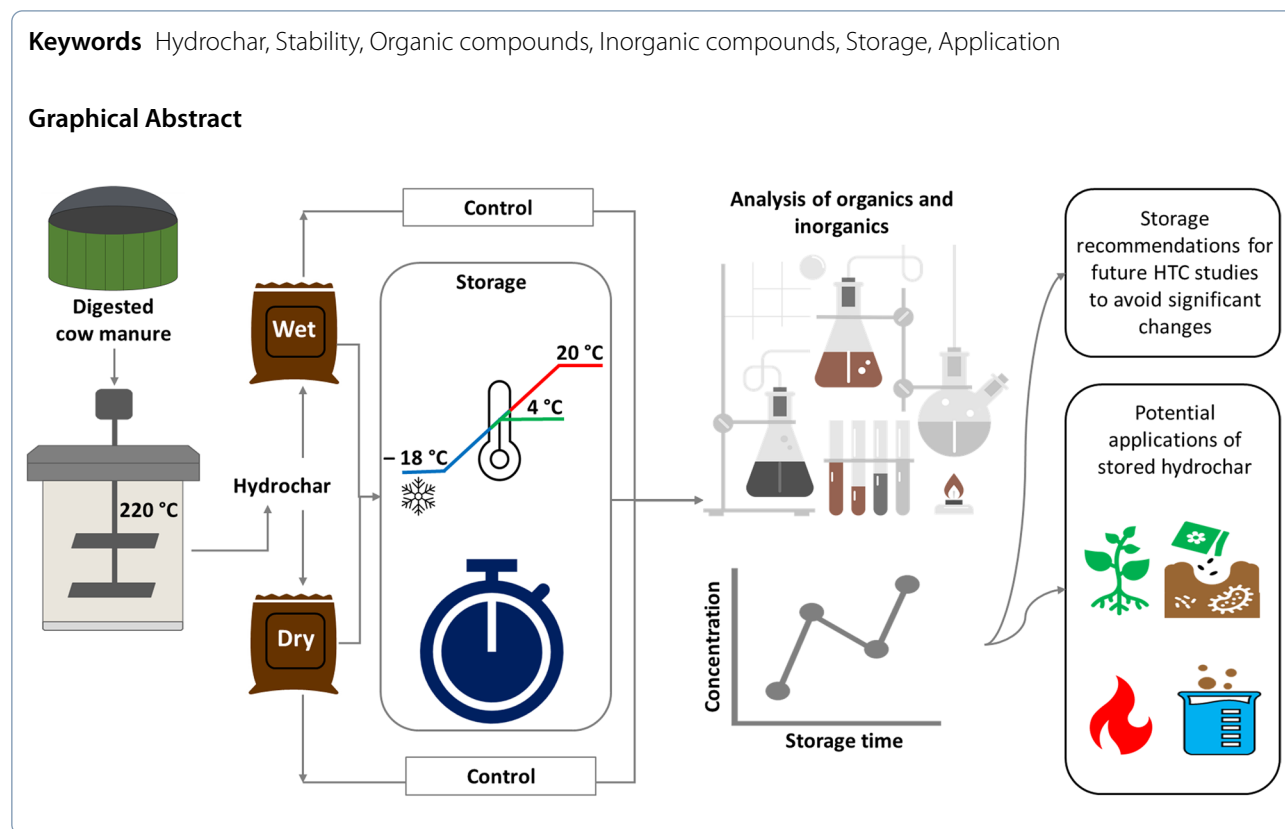 Keywords Hydrochar, Stability, Organic compounds, Inorganic compounds, Storage, Application
Graphical Abstract
Digested
cow manure
220 °C
Hydrochar
Wet
Dry
Control
Storage
20 °C
4 °C
– 18 °C
Control
Analysis of organics and
inorganics
Concentration
Storage time
Storage
recommendations for
future HTC studies
to avoid significant
changes
Potential
applications of
stored hydrochar